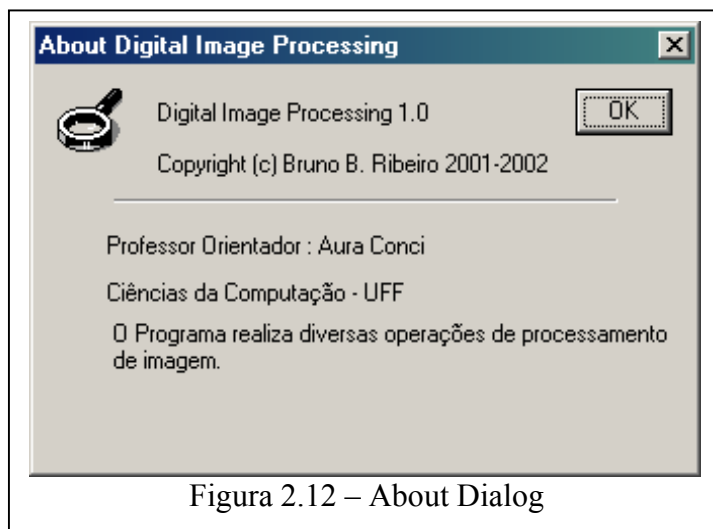 About Digital Image Processing
Digital Image Processing 1.0
OK
Copyright (c) Bruno B. Ribeiro 2001-2002
Professor Orientador : Aura Conci
Ciências da Computação - UFF
O Programa realiza diversas operações de processamento
de imagem.
Figura 2.12 – About Dialog